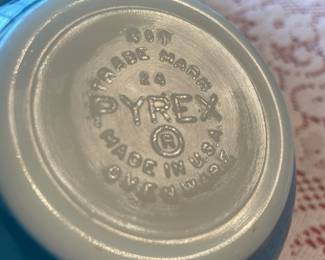 TRADE MARK
24
PYREX
®
MADE IN U.S.A.
OVENWARE